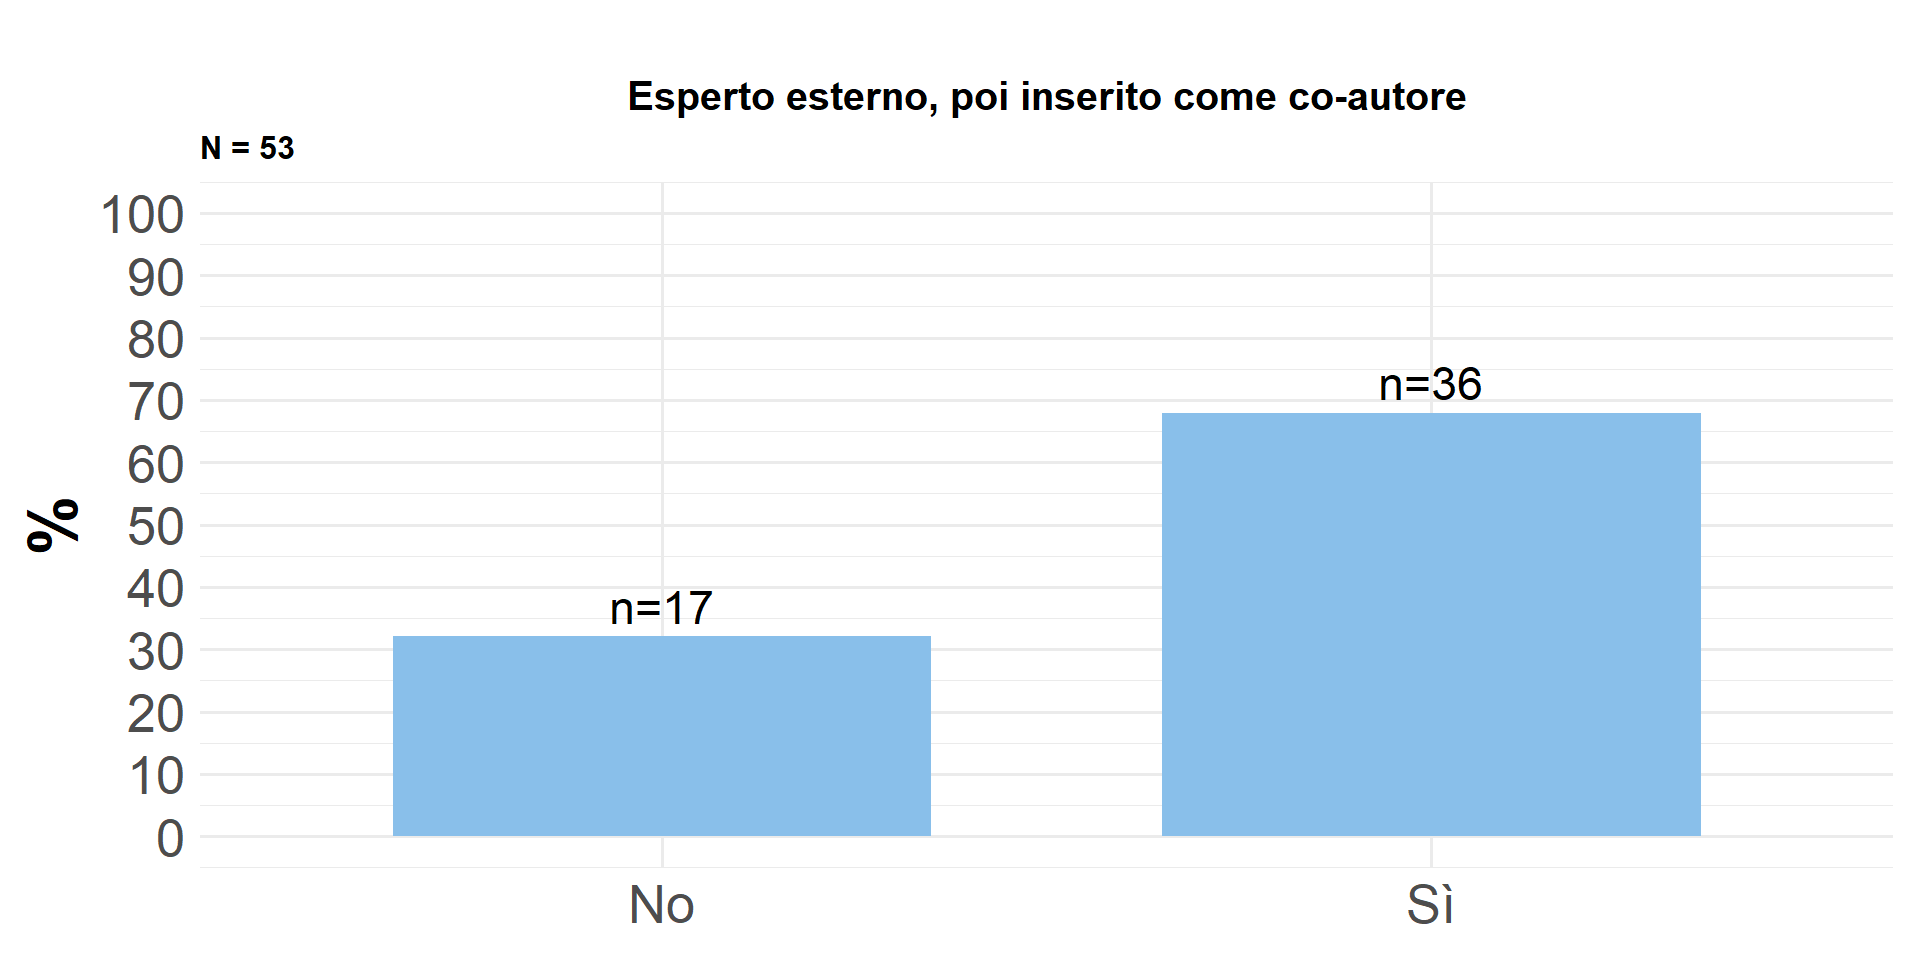 Esperto esterno, poi inserito come co-autore
N = 53
100
90
80
70
60
50
40
30
20
10
0
%
n=17
n=36
No
Sì